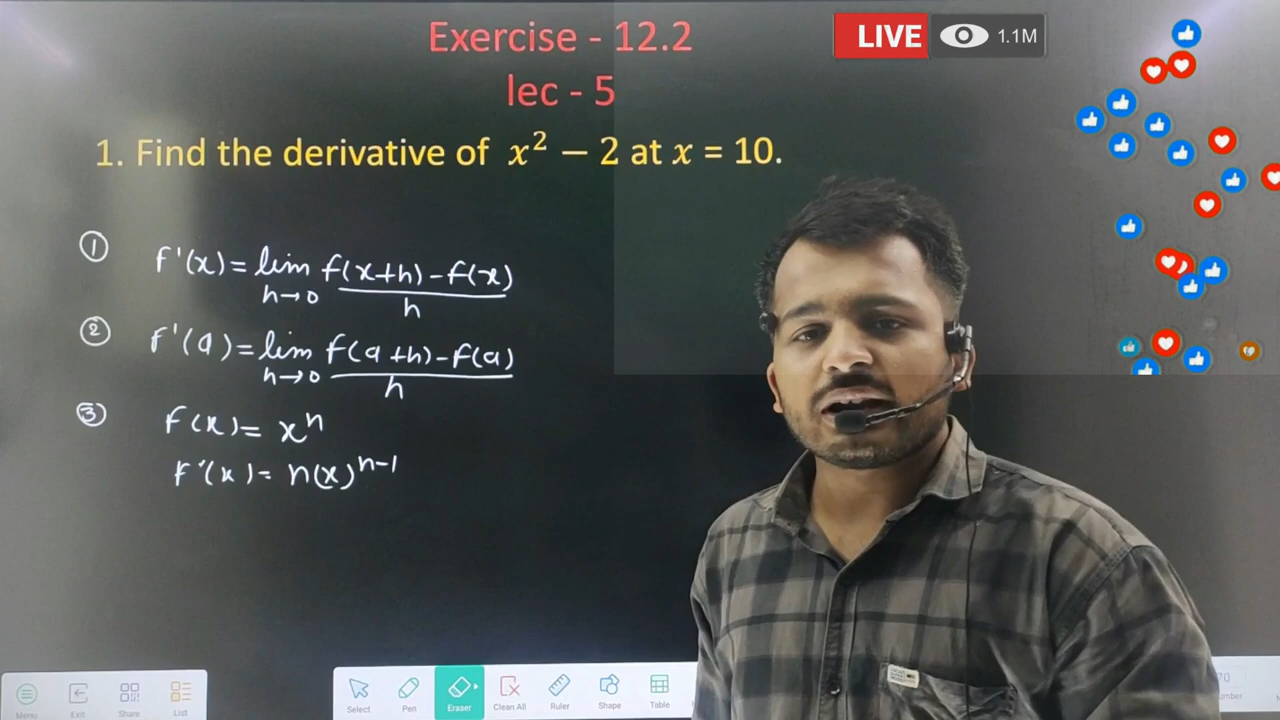 Exercise - 12.2
LIVE 1.1M
lec - 5
1. Find the derivative of x² − 2 at x = 10.
① f'(x) = lim h→0 f(x+h) - f(x) / h
② f'(a) = lim h→0 f(a+h) - f(a) / h
③ f(x) = xⁿ
f'(x) = n(x)ⁿ⁻¹
Menu Exit Share List Select Pen Eraser Clean All Ruler Shape Table